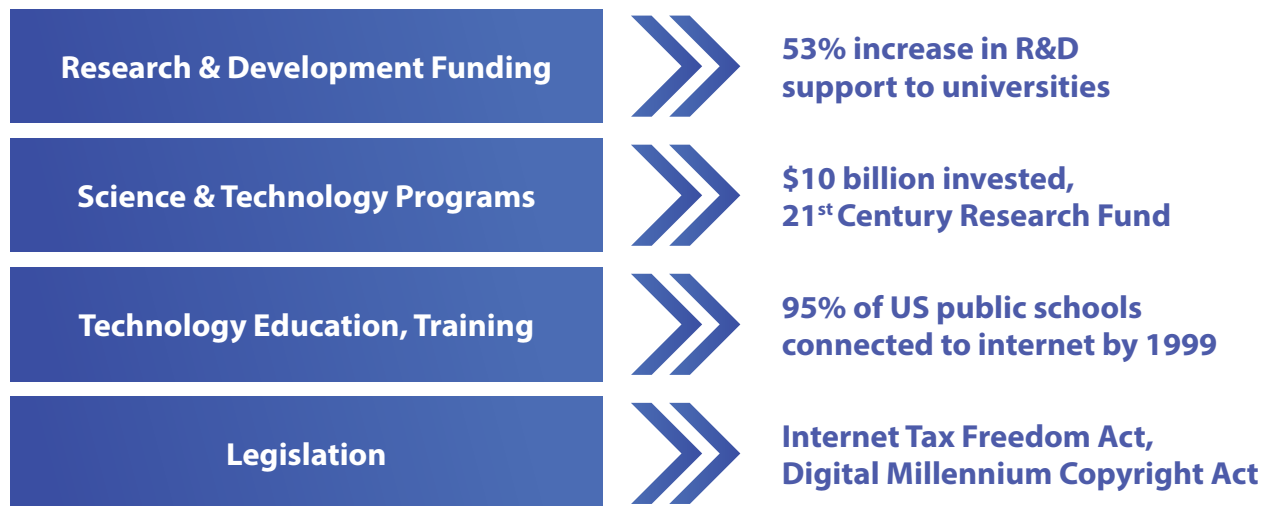 Research & Development Funding
53% increase in R&D
support to universities
Science & Technology Programs
$10 billion invested,
21st Century Research Fund
Technology Education, Training
95% of US public schools
connected to internet by 1999
Legislation
Internet Tax Freedom Act,
Digital Millennium Copyright Act